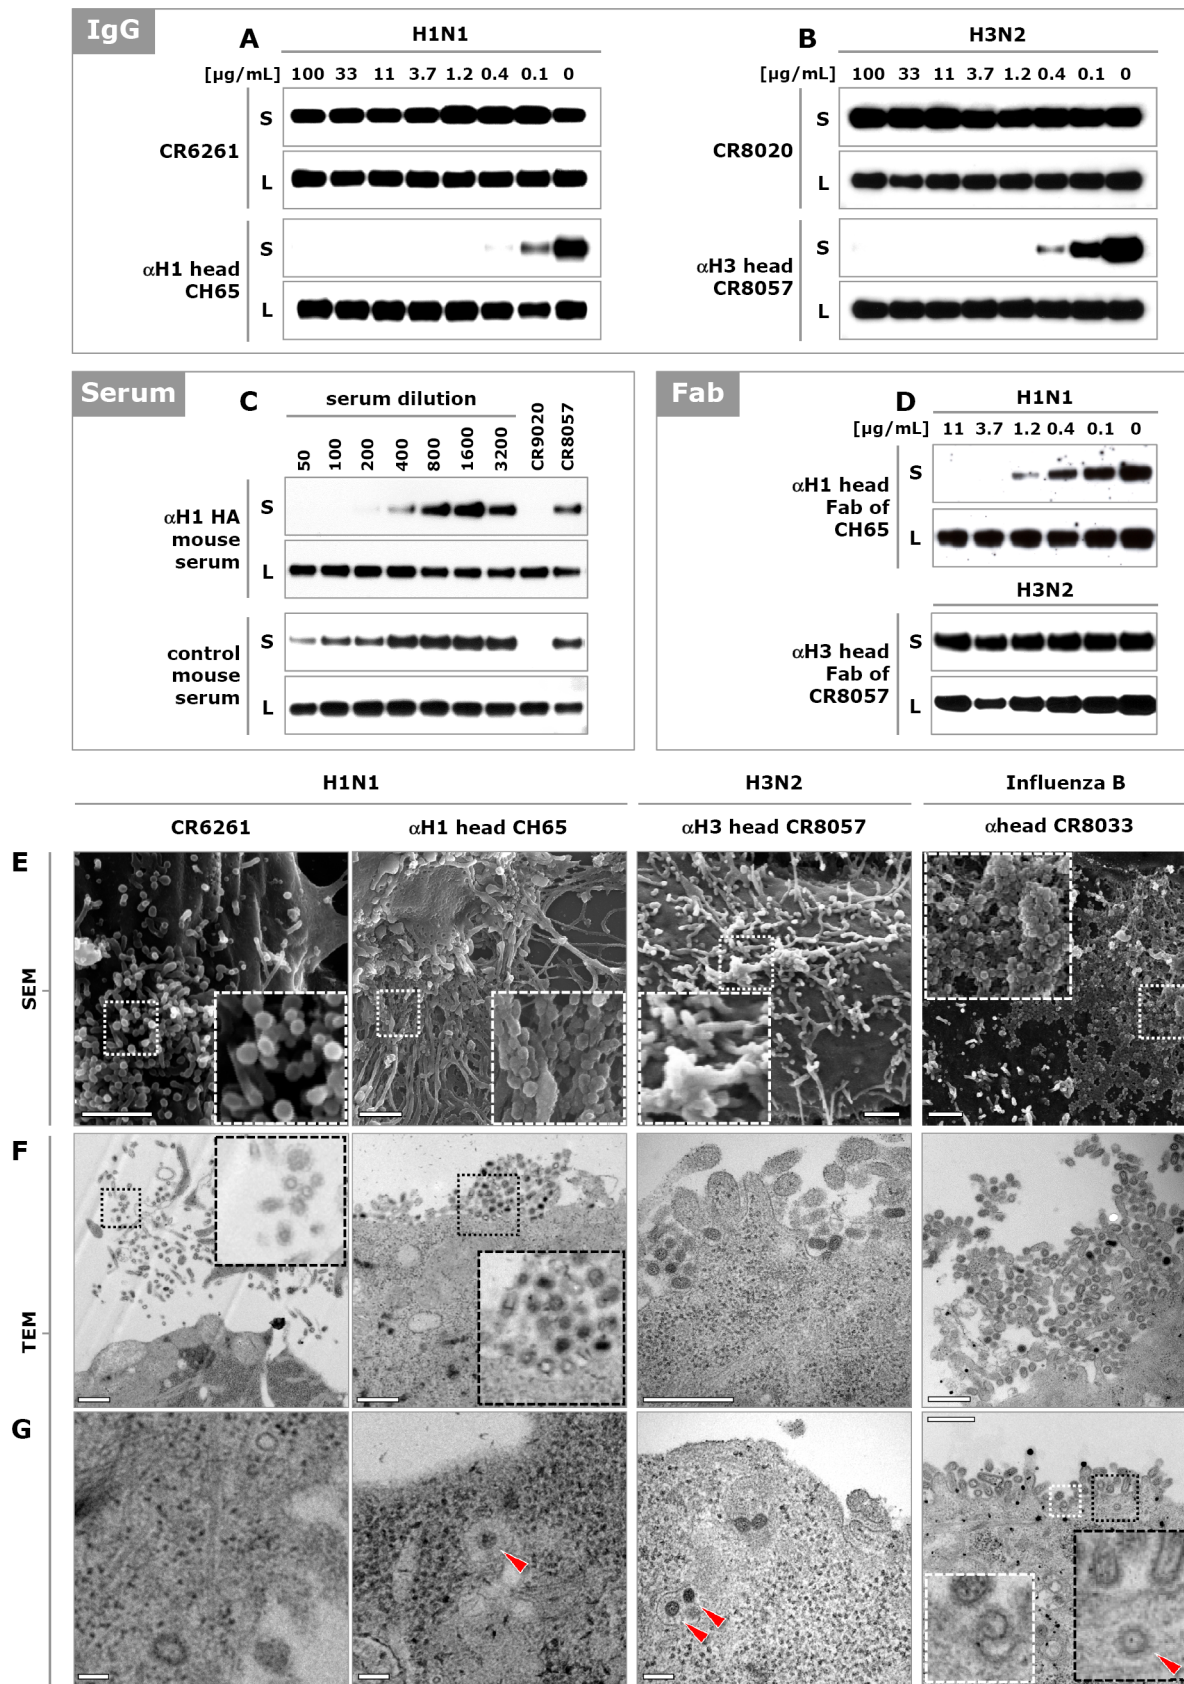 IgG
A
H1N1
[µg/mL] 100 33 11 3.7 1.2 0.4 0.1 0
CR6261
S
L
αH1 head
CH65
S
L
B
H3N2
[µg/mL] 100 33 11 3.7 1.2 0.4 0.1 0
CR8020
S
L
αH3 head
CR8057
S
L
Serum
C
serum dilution
50 100 200 400 800 1600 3200 CR9020 CR8057
αH1 HA
mouse
serum
S
L
control
mouse
serum
S
L
Fab
D
H1N1
[µg/mL] 11 3.7 1.2 0.4 0.1 0
αH1 head
Fab of
CH65
S
L
H3N2
αH3 head
Fab of
CR8057
S
L
H1N1 H3N2 Influenza B
CR6261 αH1 head CH65 αH3 head CR8057 αhead CR8033
E
SEM
F
TEM
G